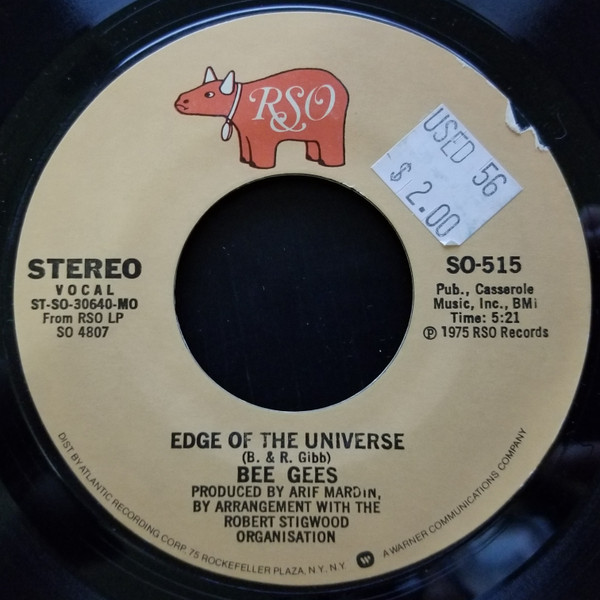 RSO
USED 56
$ 2.00
STEREO
VOCAL
ST-SO-30640-MO
From RSO LP
SO 4807
SO-515
Pub., Casserole
Music, Inc., BMi
Time: 5:21
℗ 1975 RSO Records
EDGE OF THE UNIVERSE
(B. & R. Gibb)
BEE GEES
PRODUCED BY ARIF MARDIN,
BY ARRANGEMENT WITH THE
ROBERT STIGWOOD
ORGANISATION
DIST BY ATLANTIC RECORDING CORP. 75 ROCKEFELLER PLAZA, N.Y., N.Y. W A WARNER COMMUNICATIONS COMPANY